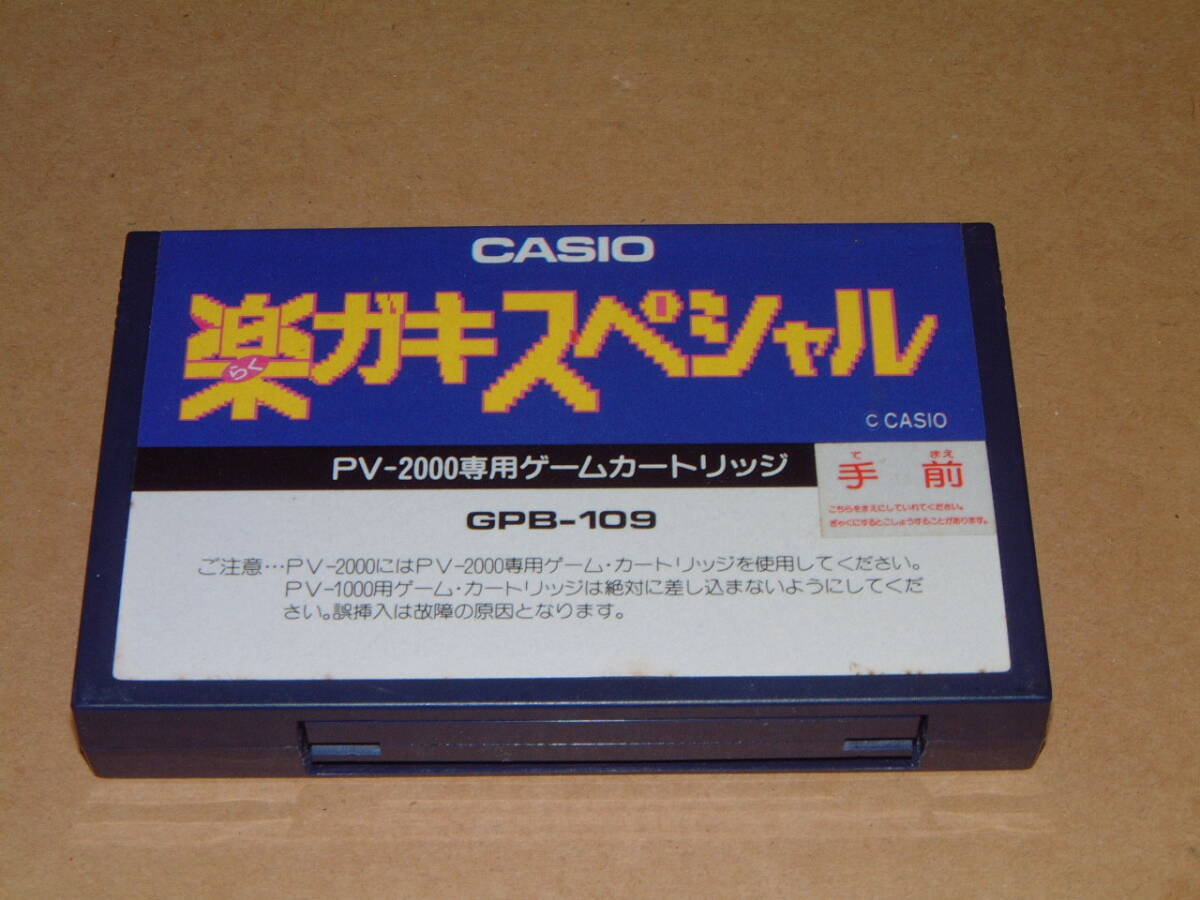 CASIO
楽ガキスペシャル
らく
C CASIO
PV-2000専用ゲームカートリッジ
て まえ
手 前
こちらをまえにしていれてください。
ぎゃくにするとこしょうすることがあります。
GPB-109
ご注意…PV-2000にはPV-2000専用ゲーム・カートリッジを使用してください。
PV-1000用ゲーム・カートリッジは絶対に差し込まないようにしてくだ
さい。誤挿入は故障の原因となります。